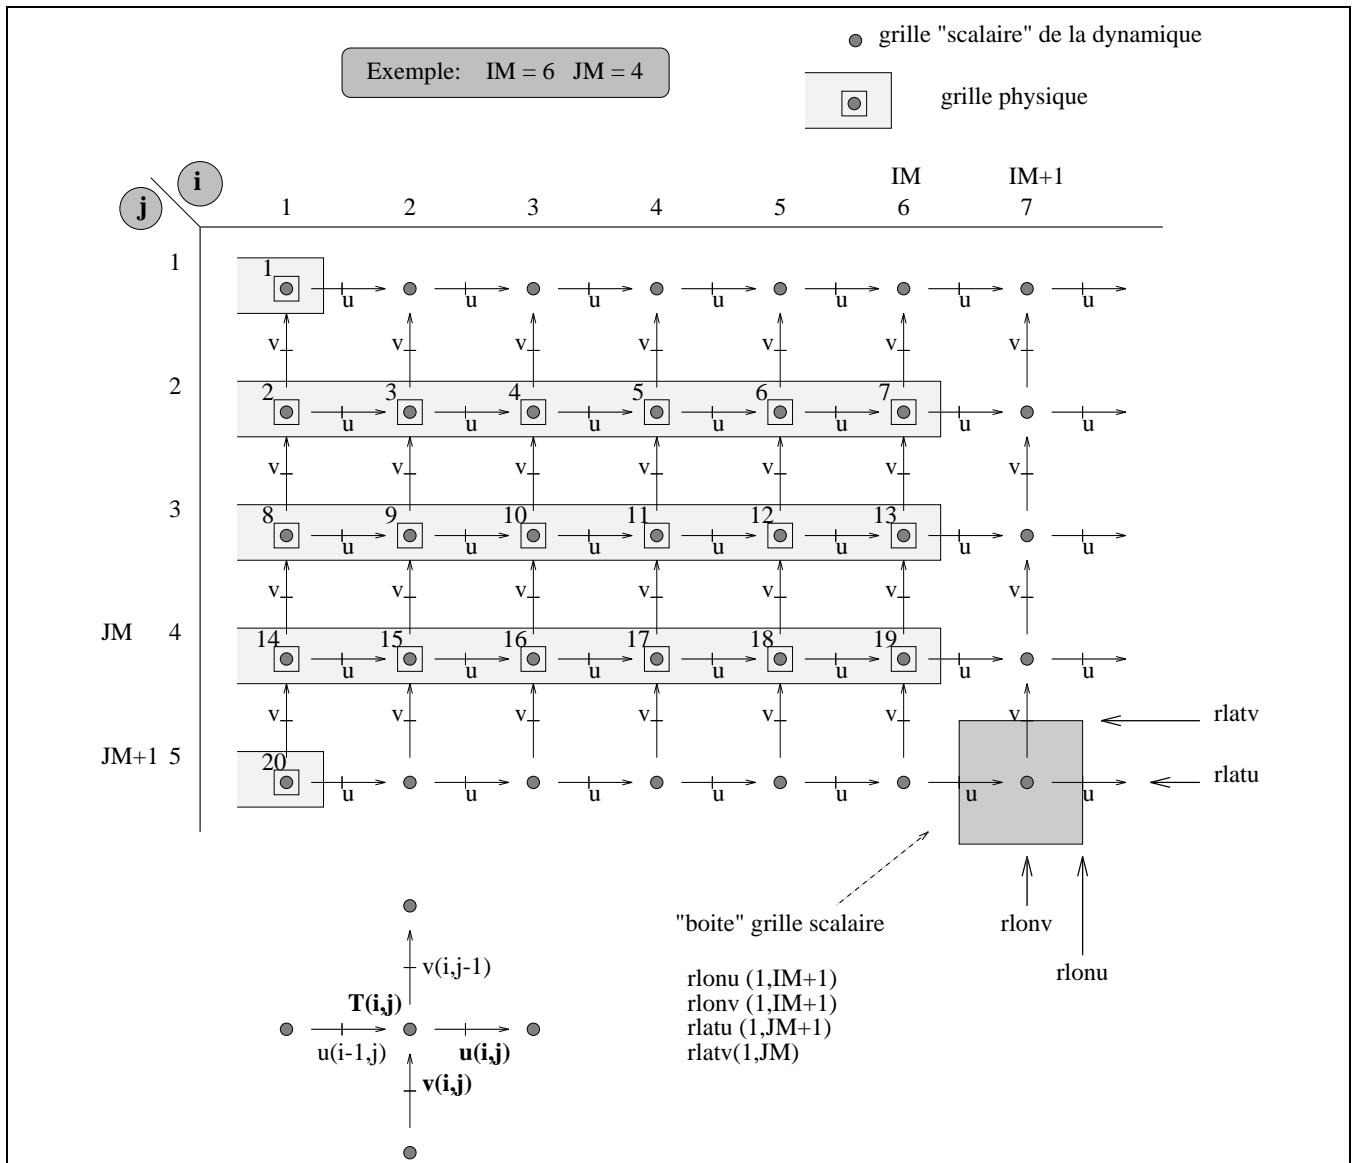 grille "scalaire" de la dynamique
Exemple: IM = 6 JM = 4
grille physique
i
j
IM IM+1
1 2 3 4 5 6 7
1
1
u u u u u u u
v v v v v v v
2
2 3 4 5 6 7
u u u u u u u
v v v v v v v
3
8 9 10 11 12 13
u u u u u u u
v v v v v v v
JM 4
14 15 16 17 18 19
u u u u u u u
v v v v v v v
rlatv
JM+1 5
20
rlatu
u u u u u u u
"boite" grille scalaire
rlonv
rlonu
v(i,j-1)
T(i,j)
u(i-1,j) u(i,j)
v(i,j)
rlonu (1,IM+1)
rlonv (1,IM+1)
rlatu (1,JM+1)
rlatv(1,JM)